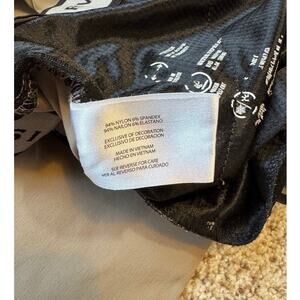 94% NYLON 6% SPANDEX
94% NAILON 6% ELASTANO
EXCLUSIVE OF DECORATION
EXCLUSIVO DE DECORACION
MADE IN VIETNAM
HECHO EN VIETNAM
SEE REVERSE FOR CARE
VER AL REVERSO PARA CUIDADO